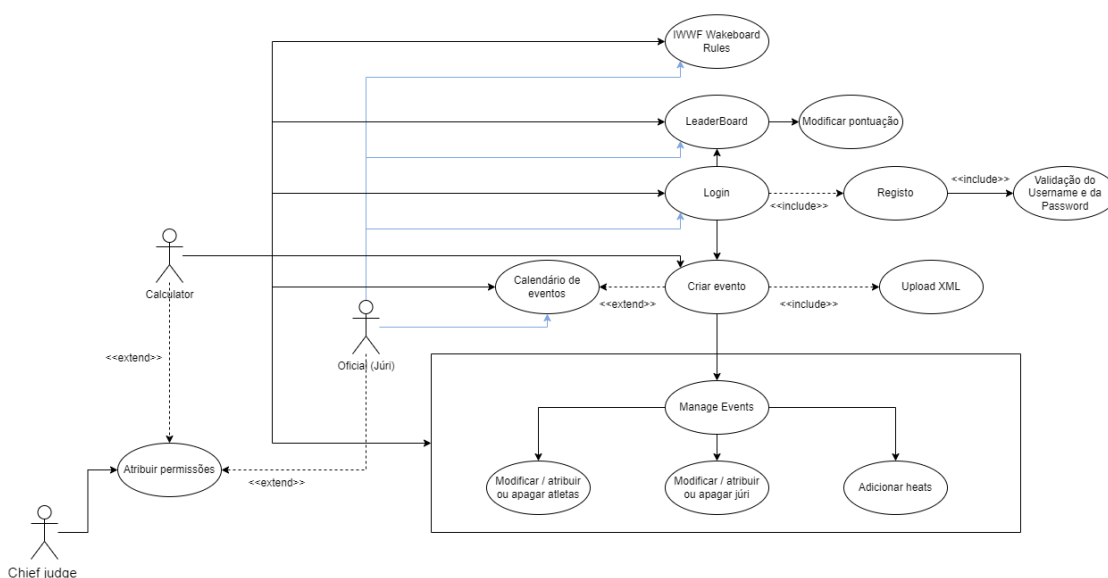 IWWF Wakeboard
Rules
LeaderBoard
Modificar pontuação
Login
<<include>>
Registo
<<include>>
Validação do
Username e da
Password
Calculator
Calendário de
eventos
<<extend>>
Criar evento
<<include>>
Upload XML
<<extend>>
Oficial (Júri)
Manage Events
Atribuir permissões
<<extend>>
Modificar / atribuir
ou apagar atletas
Modificar / atribuir
ou apagar júri
Adicionar heats
Chief judge